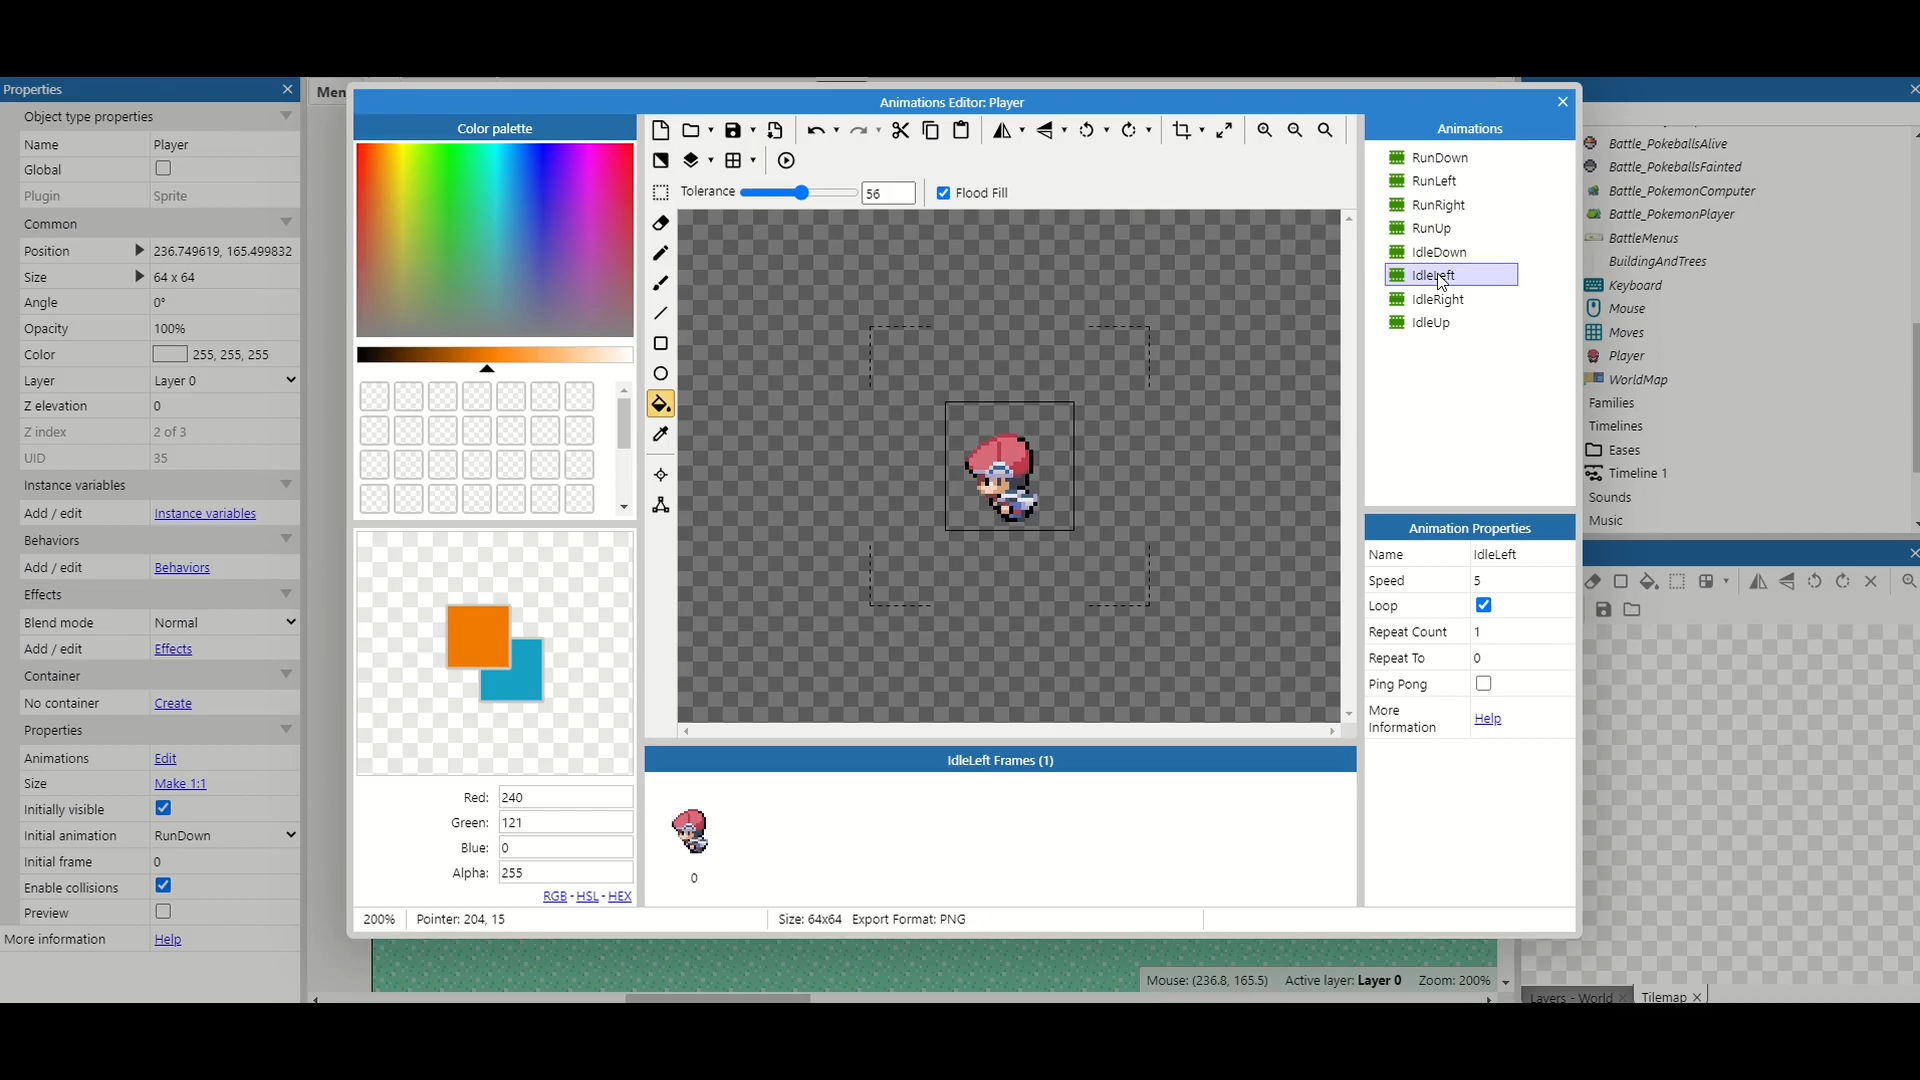 Properties
Object type properties
Name Player
Global
Plugin Sprite
Common
Position 236.749619, 165.499832
Size 64 x 64
Angle 0°
Opacity 100%
Color 255, 255, 255
Layer Layer 0
Z elevation 0
Z index 2 of 3
UID 35
Instance variables
Add / edit Instance variables
Behaviors
Add / edit Behaviors
Effects
Blend mode Normal
Add / edit Effects
Container
No container Create
Properties
Animations Edit
Size Make 1:1
Initially visible
Initial animation RunDown
Initial frame 0
Enable collisions
Preview
More information Help
Men
Animations Editor: Player
Color palette
Red: 240
Green: 121
Blue: 0
Alpha: 255
RGB - HSL - HEX
200% Pointer: 204, 15
Tolerance 56 Flood Fill
IdleLeft Frames (1)
0
Size: 64x64 Export Format: PNG
Animations
RunDown
RunLeft
RunRight
RunUp
IdleDown
IdleLeft
IdleRight
IdleUp
Animation Properties
Name IdleLeft
Speed 5
Loop
Repeat Count 1
Repeat To 0
Ping Pong
More
Information Help
Battle_PokeballsAlive
Battle_PokeballsFainted
Battle_PokemonComputer
Battle_PokemonPlayer
BattleMenus
BuildingAndTrees
Keyboard
Mouse
Moves
Player
WorldMap
Families
Timelines
Eases
Timeline 1
Sounds
Music
Mouse: (236.8, 165.5) Active layer: Layer 0 Zoom: 200%
Layers - World Tilemap